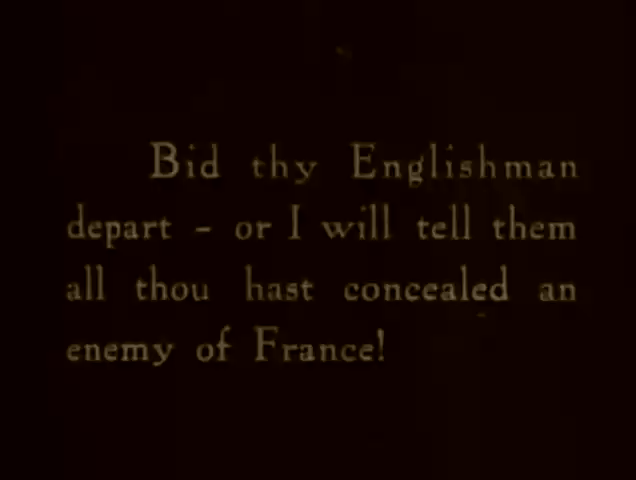 Bid thy Englishman
depart - or I will tell them
all thou hast concealed an
enemy of France!